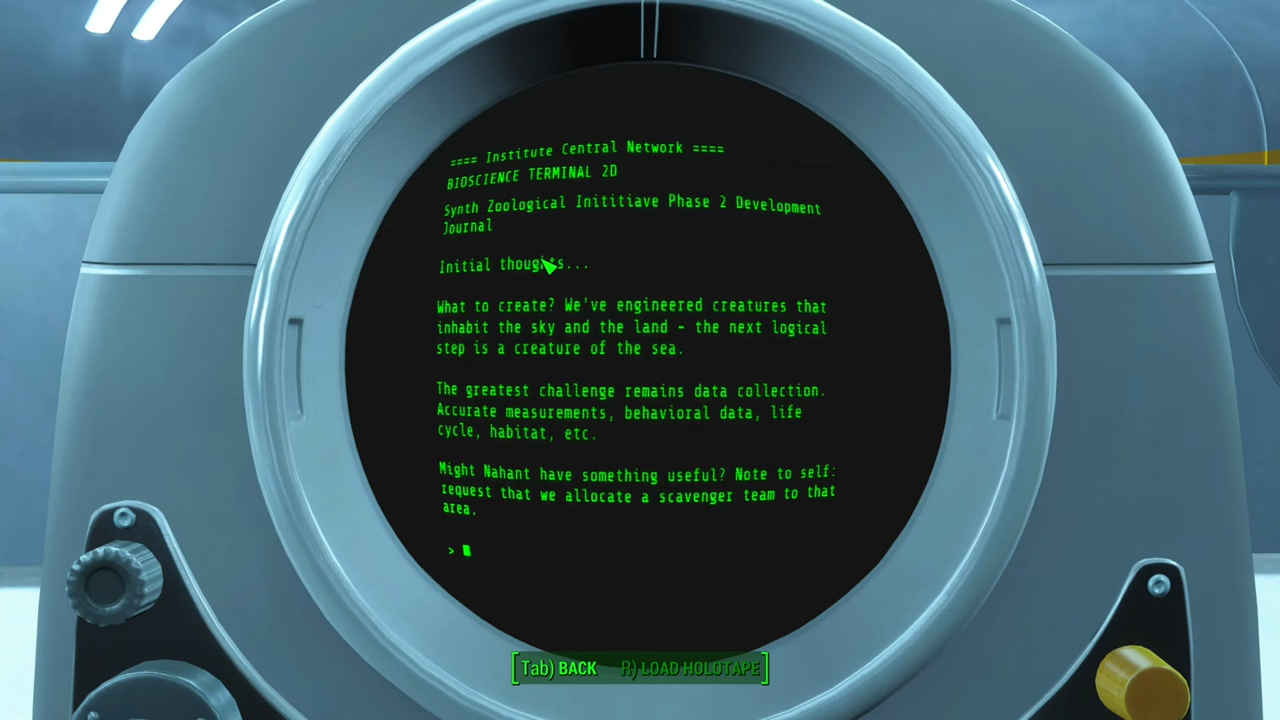 ==== Institute Central Network ====
BIOSCIENCE TERMINAL 2D
Synth Zoological Inititiave Phase 2 Development
Journal
Initial thoughts...
What to create? We've engineered creatures that
inhabit the sky and the land - the next logical
step is a creature of the sea.
The greatest challenge remains data collection.
Accurate measurements, behavioral data, life
cycle, habitat, etc.
Might Nahant have something useful? Note to self:
request that we allocate a scavenger team to that
area.
>
[Tab) BACK R) LOAD HOLOTAPE]